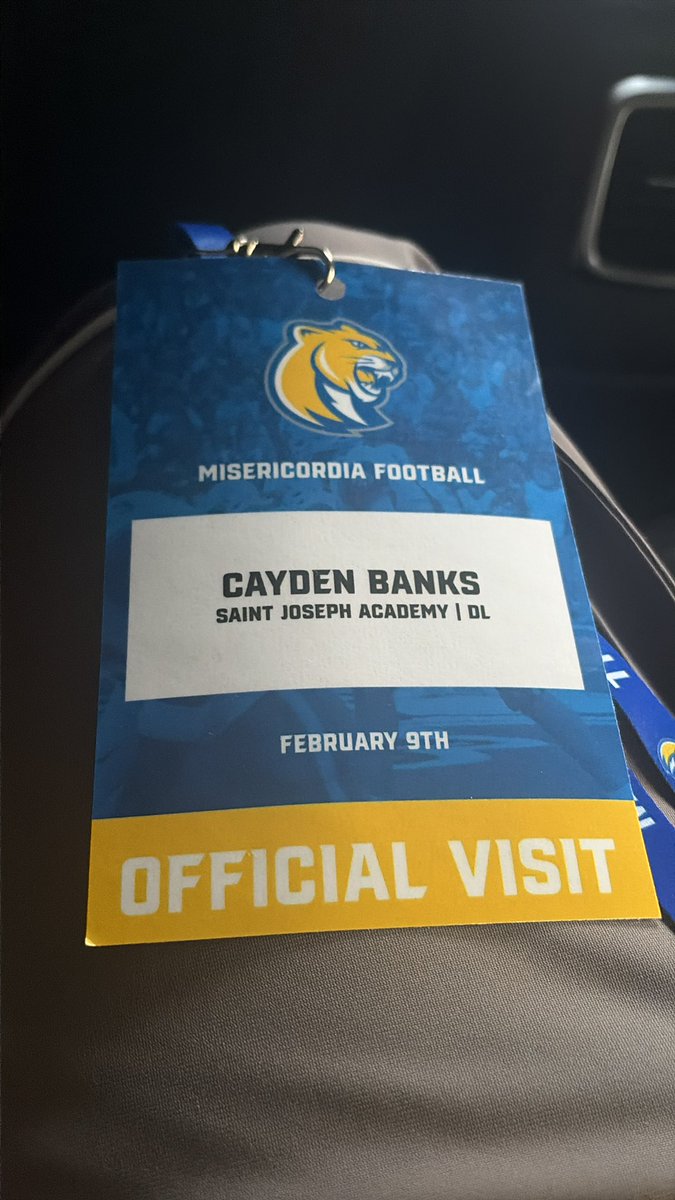 MISERICORDIA FOOTBALL
CAYDEN BANKS
SAINT JOSEPH ACADEMY | DL
FEBRUARY 9TH
OFFICIAL VISIT